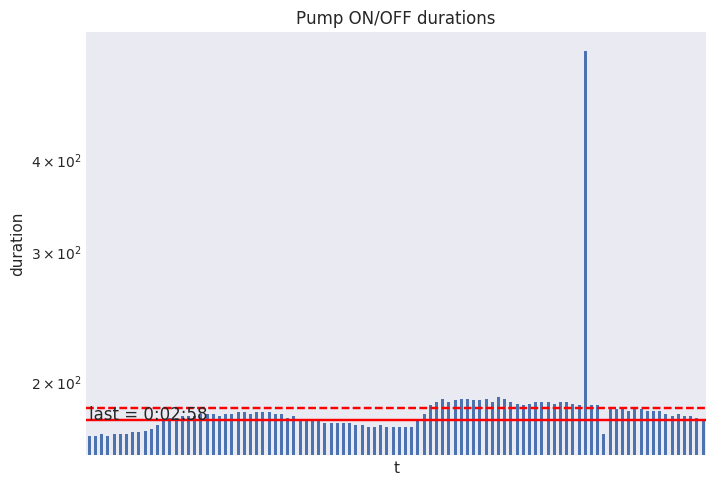 Pump ON/OFF durations
4 × 10²
3 × 10²
2 × 10²
duration
last = 0:02:58
t